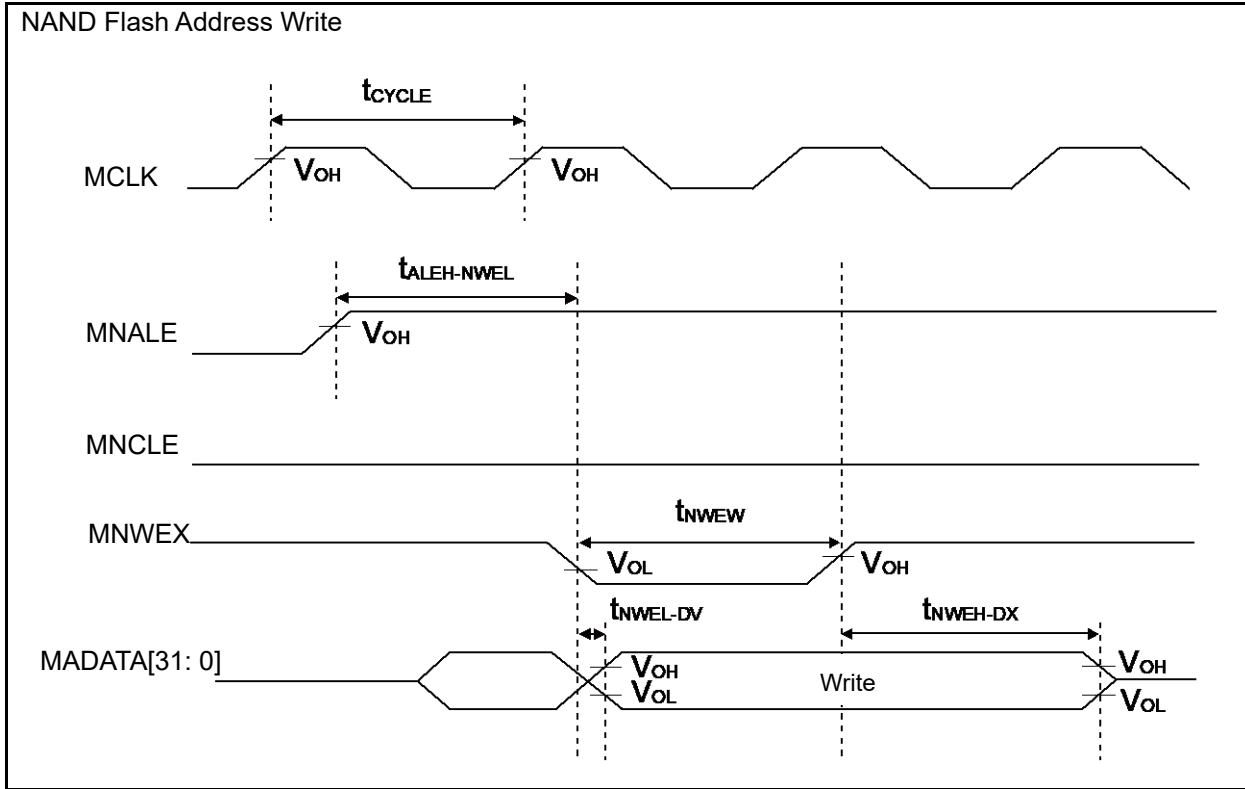 NAND Flash Address Write
tCYCLE
MCLK
VOH
VOH
tALEH-NWEL
MNALE
VOH
MNCLE
tNWEW
MNWEX
VOL
VOH
tNWEL-DV
tNWEH-DX
MADATA[31: 0]
VOH
Write
VOH
VOL
VOL